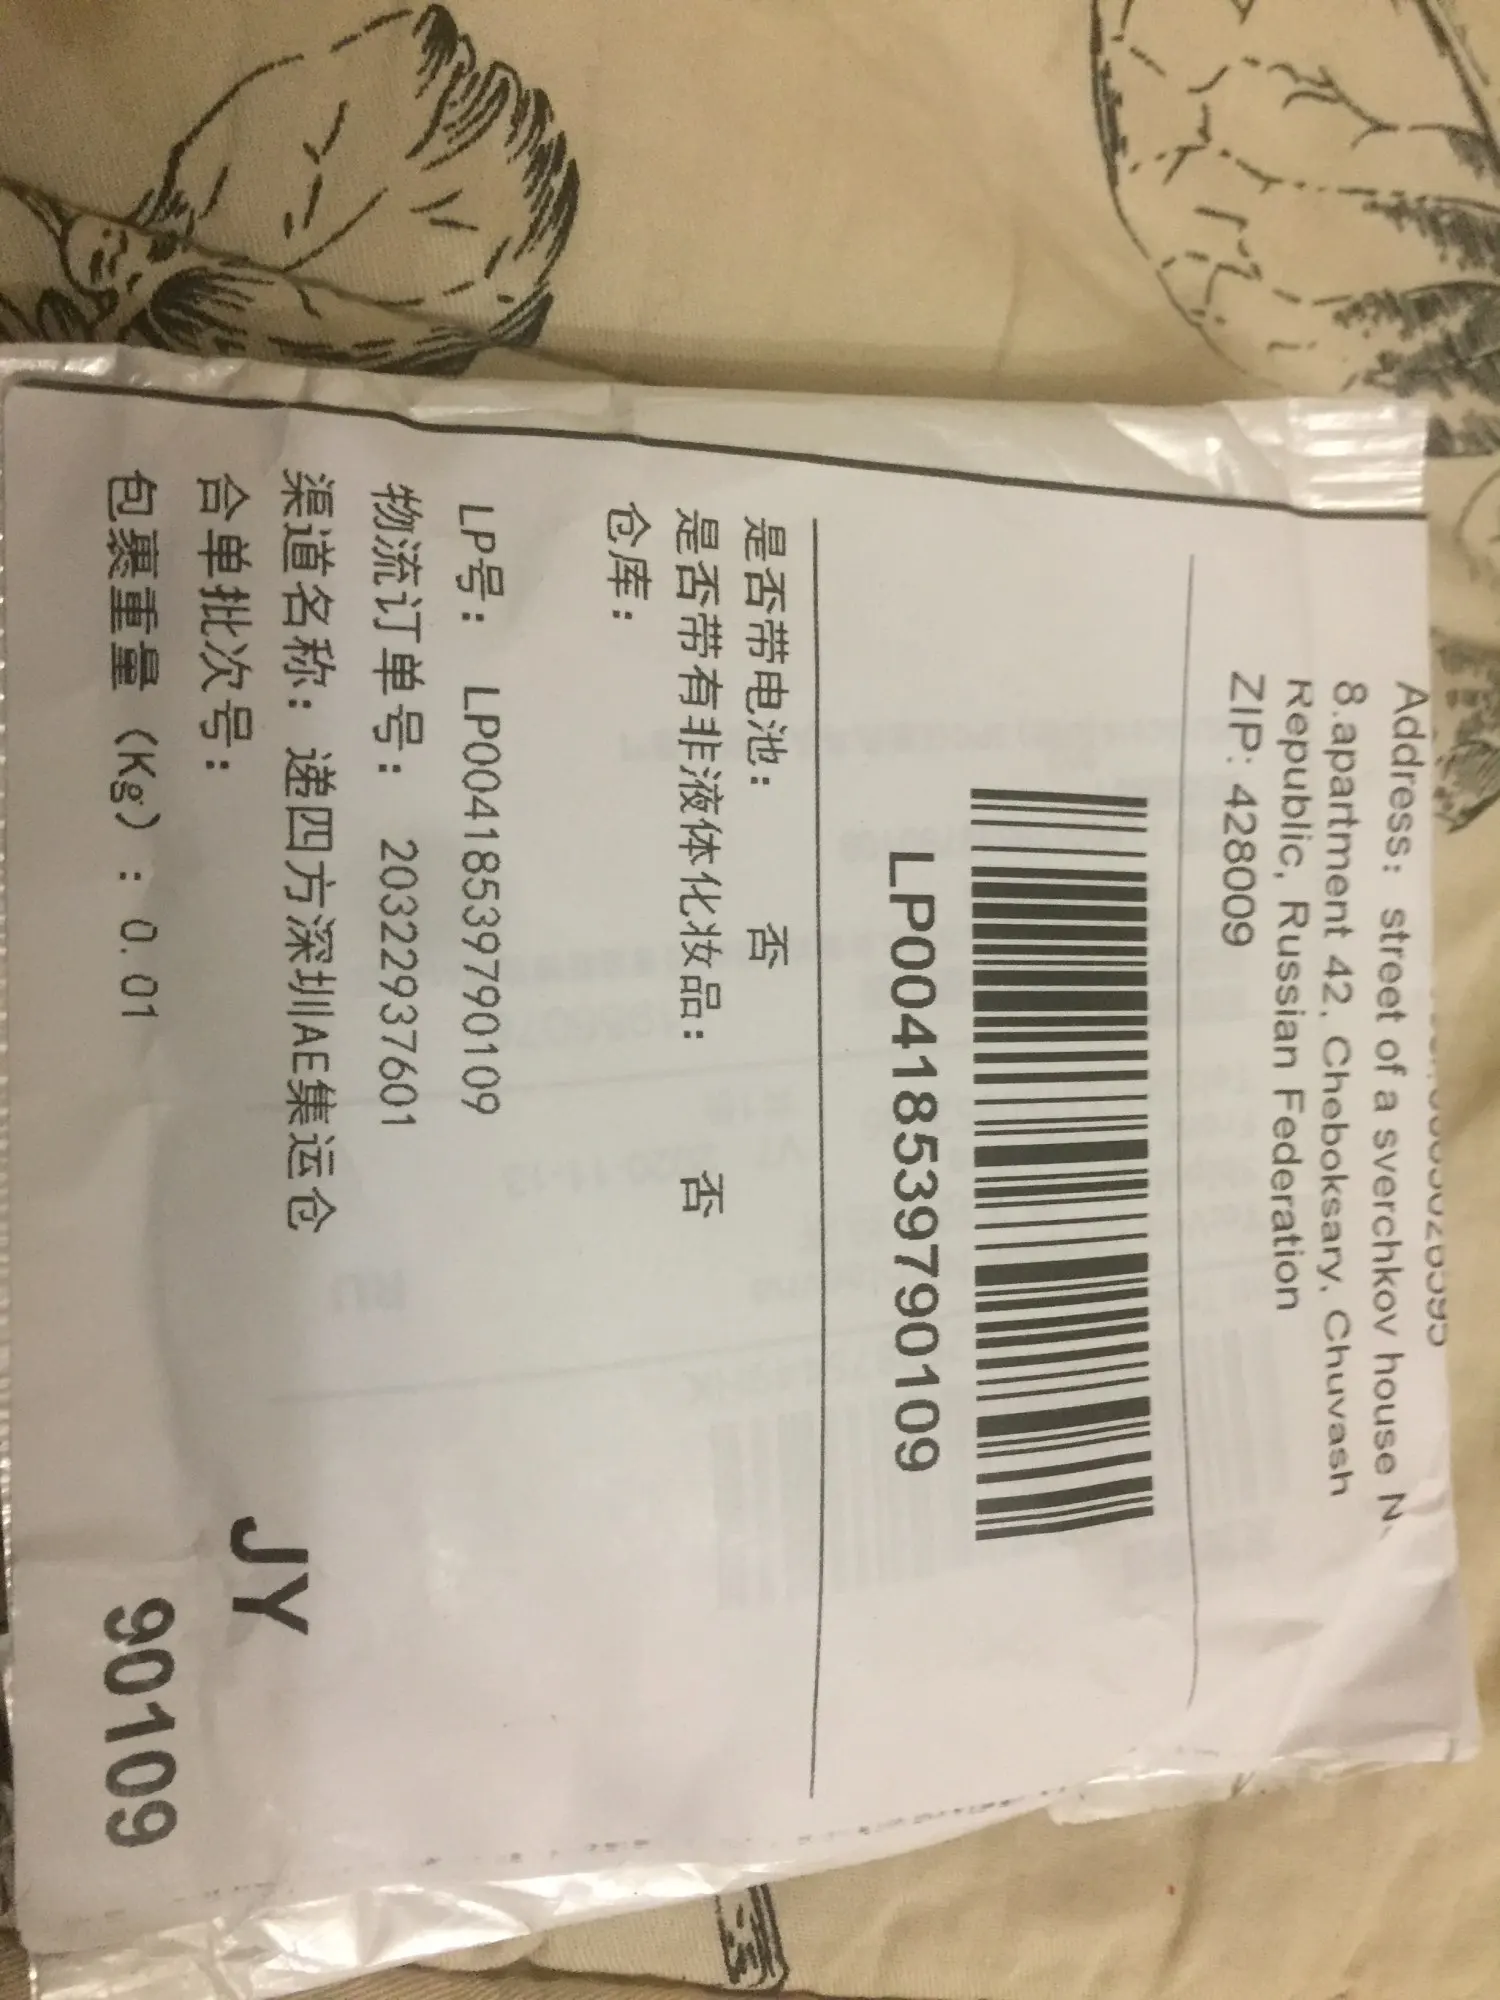 Address: street of a sverchkov house
8.apartment 42, Cheboksary, Chuvash
Republic, Russian Federation
ZIP: 428009
LP00418539790109
是否带电池: 否
是否带有非液体化妆品: 否
仓库:
LP号: LP00418539790109
物流订单号: 20322937601
渠道名称: 递四方深圳AE集运仓
合单批次号:
包裹重量 (Kg) : 0.01
JY
90109